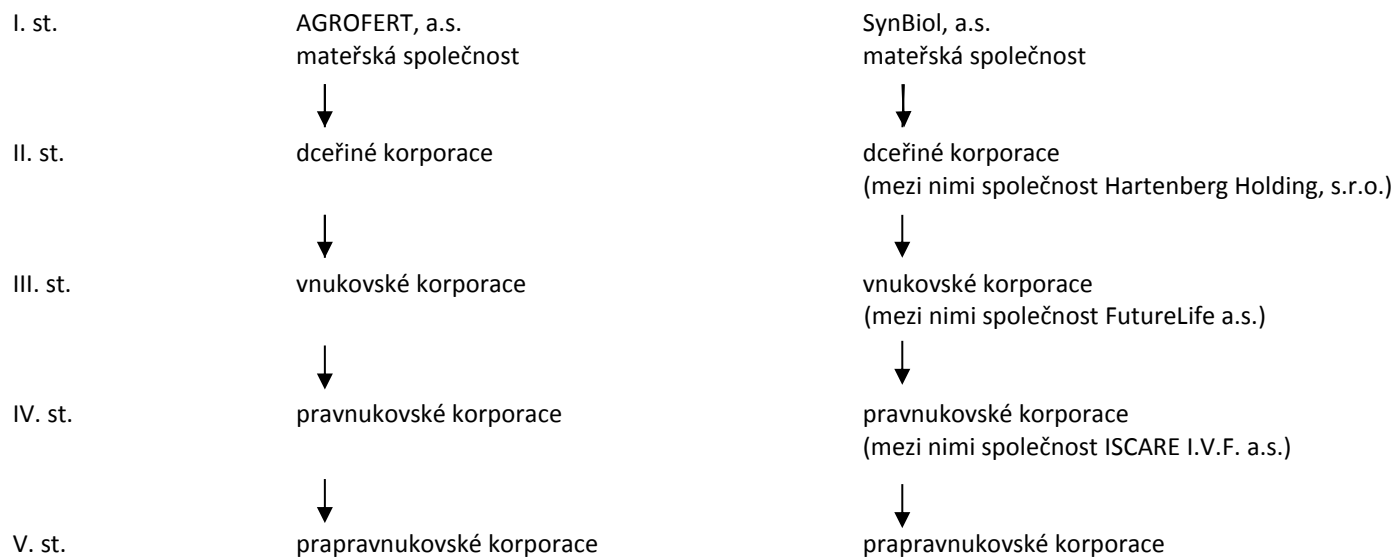 I. st. AGROFERT, a.s. SynBiol, a.s.
mateřská společnost mateřská společnost
II. st. dceřiné korporace dceřiné korporace
(mezi nimi společnost Hartenberg Holding, s.r.o.)
III. st. vnukovské korporace vnukovské korporace
(mezi nimi společnost FutureLife a.s.)
IV. st. pravnukovské korporace pravnukovské korporace
(mezi nimi společnost ISCARE I.V.F. a.s.)
V. st. prapravnukovské korporace prapravnukovské korporace